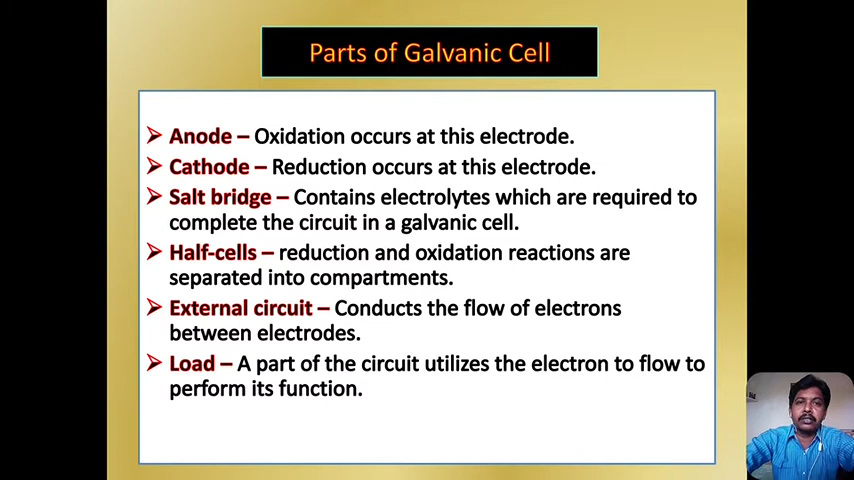 Parts of Galvanic Cell
➢ Anode – Oxidation occurs at this electrode.
➢ Cathode – Reduction occurs at this electrode.
➢ Salt bridge – Contains electrolytes which are required to
complete the circuit in a galvanic cell.
➢ Half-cells – reduction and oxidation reactions are
separated into compartments.
➢ External circuit – Conducts the flow of electrons
between electrodes.
➢ Load – A part of the circuit utilizes the electron to flow to
perform its function.